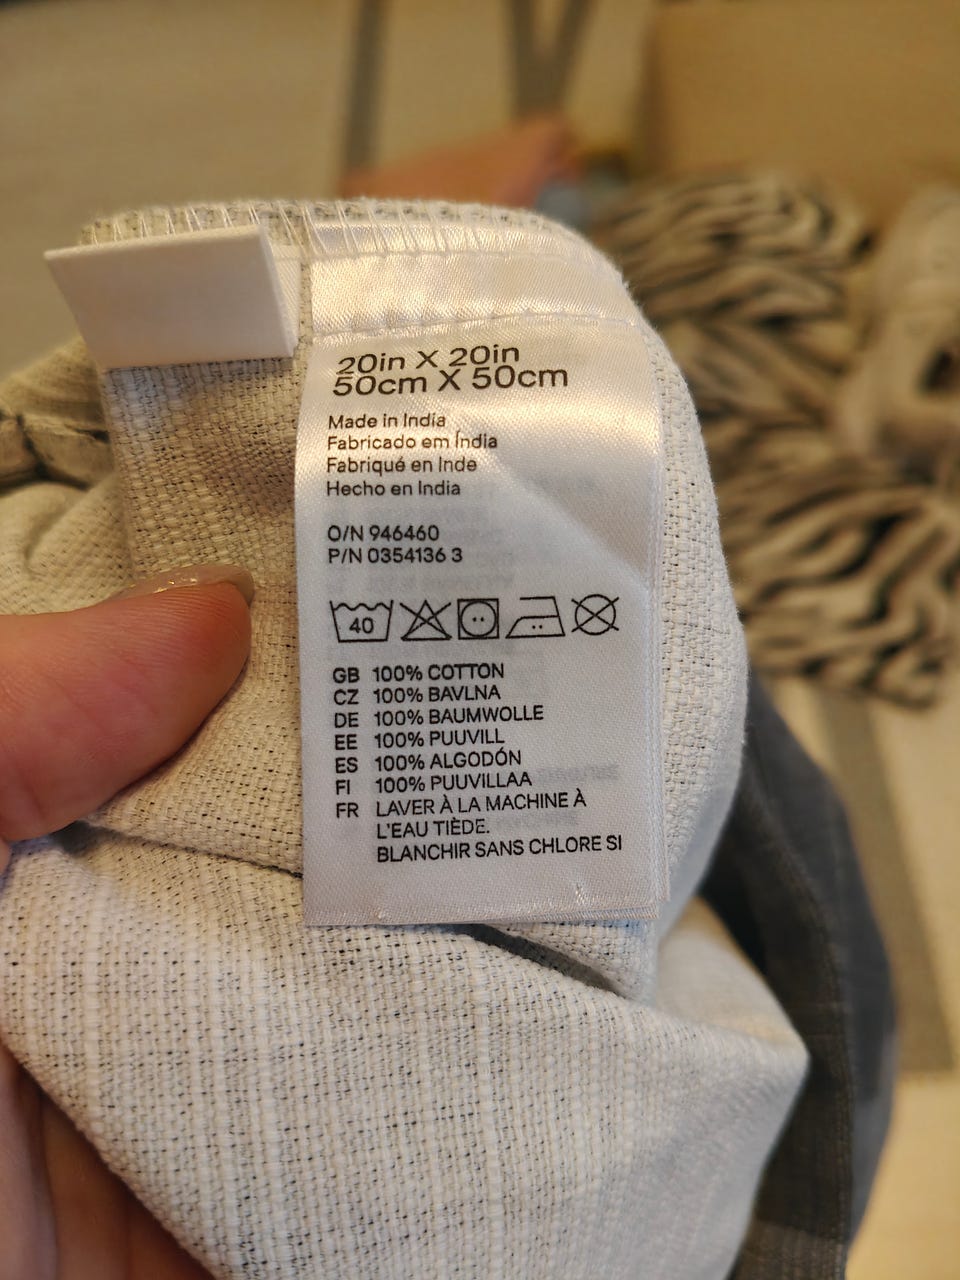 20in X 20in
50cm X 50cm
Made in India
Fabricado em Índia
Fabriqué en Inde
Hecho en India
O/N 946460
P/N 0354136 3
40
GB 100% COTTON
CZ 100% BAVLNA
DE 100% BAUMWOLLE
EE 100% PUUVILL
ES 100% ALGODÓN
FI 100% PUUVILLAA
FR LAVER À LA MACHINE À
L'EAU TIÈDE.
BLANCHIR SANS CHLORE SI